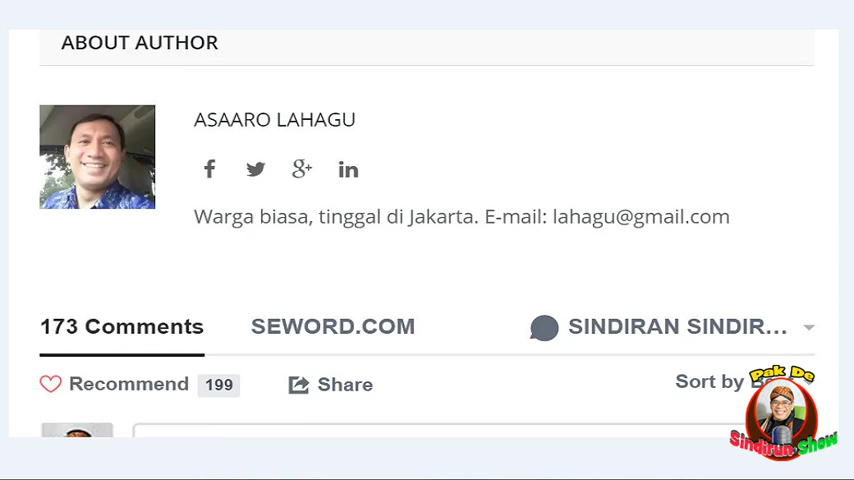 ABOUT AUTHOR
ASAARO LAHAGU
Warga biasa, tinggal di Jakarta. E-mail: lahagu@gmail.com
173 Comments
SEWORD.COM
SINDIRAN SINDIR...
Recommend 199
Share
Sort by
Pak De
Sindirun Show